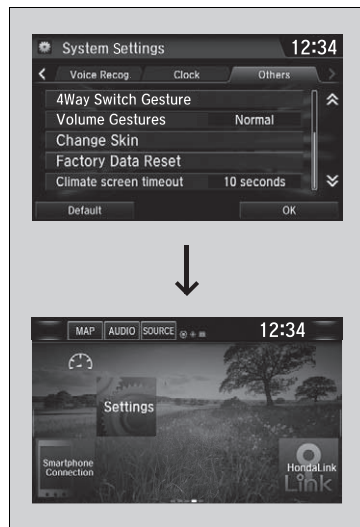 System Settings 12:34
Voice Recog. Clock Others
4Way Switch Gesture
Volume Gestures Normal
Change Skin
Factory Data Reset
Climate screen timeout 10 seconds
Default OK
MAP AUDIO SOURCE 12:34
Settings
Smartphone
Connection
HondaLink
Link